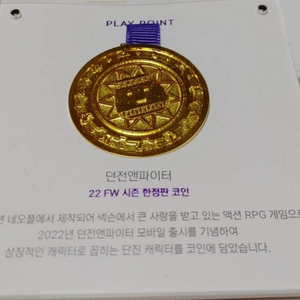 PLAY POINT
던전앤파이터
22 FW 시즌 한정판 코인
네오플에서 제작되어 넥슨에서 큰 사랑을 받고 있는 액션 RPG 게임으로
2022년 던전앤파이터 모바일 출시를 기념하여
상징적인 캐릭터로 꼽히는 단진 캐릭터를 코인에 담았습니다.